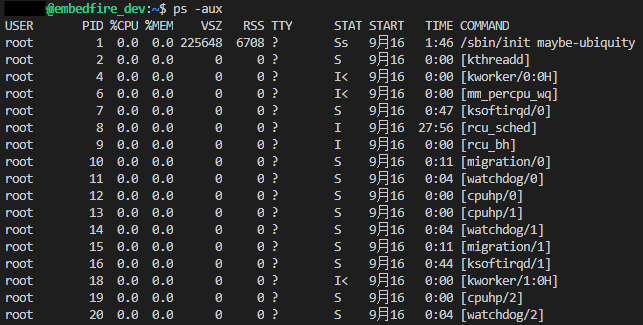 @embedfire_dev:~$ ps -aux
USER       PID %CPU %MEM    VSZ   RSS TTY      STAT START   TIME COMMAND
root         1  0.0  0.0 225648  6708 ?        Ss   9月16   1:46 /sbin/init maybe-ubiquity
root         2  0.0  0.0      0     0 ?        S    9月16   0:00 [kthreadd]
root         4  0.0  0.0      0     0 ?        I<   9月16   0:00 [kworker/0:0H]
root         6  0.0  0.0      0     0 ?        I<   9月16   0:00 [mm_percpu_wq]
root         7  0.0  0.0      0     0 ?        S    9月16   0:47 [ksoftirqd/0]
root         8  0.0  0.0      0     0 ?        I    9月16  27:56 [rcu_sched]
root         9  0.0  0.0      0     0 ?        I    9月16   0:00 [rcu_bh]
root        10  0.0  0.0      0     0 ?        S    9月16   0:11 [migration/0]
root        11  0.0  0.0      0     0 ?        S    9月16   0:04 [watchdog/0]
root        12  0.0  0.0      0     0 ?        S    9月16   0:00 [cpuhp/0]
root        13  0.0  0.0      0     0 ?        S    9月16   0:00 [cpuhp/1]
root        14  0.0  0.0      0     0 ?        S    9月16   0:04 [watchdog/1]
root        15  0.0  0.0      0     0 ?        S    9月16   0:11 [migration/1]
root        16  0.0  0.0      0     0 ?        S    9月16   0:44 [ksoftirqd/1]
root        18  0.0  0.0      0     0 ?        I<   9月16   0:00 [kworker/1:0H]
root        19  0.0  0.0      0     0 ?        S    9月16   0:00 [cpuhp/2]
root        20  0.0  0.0      0     0 ?        S    9月16   0:04 [watchdog/2]